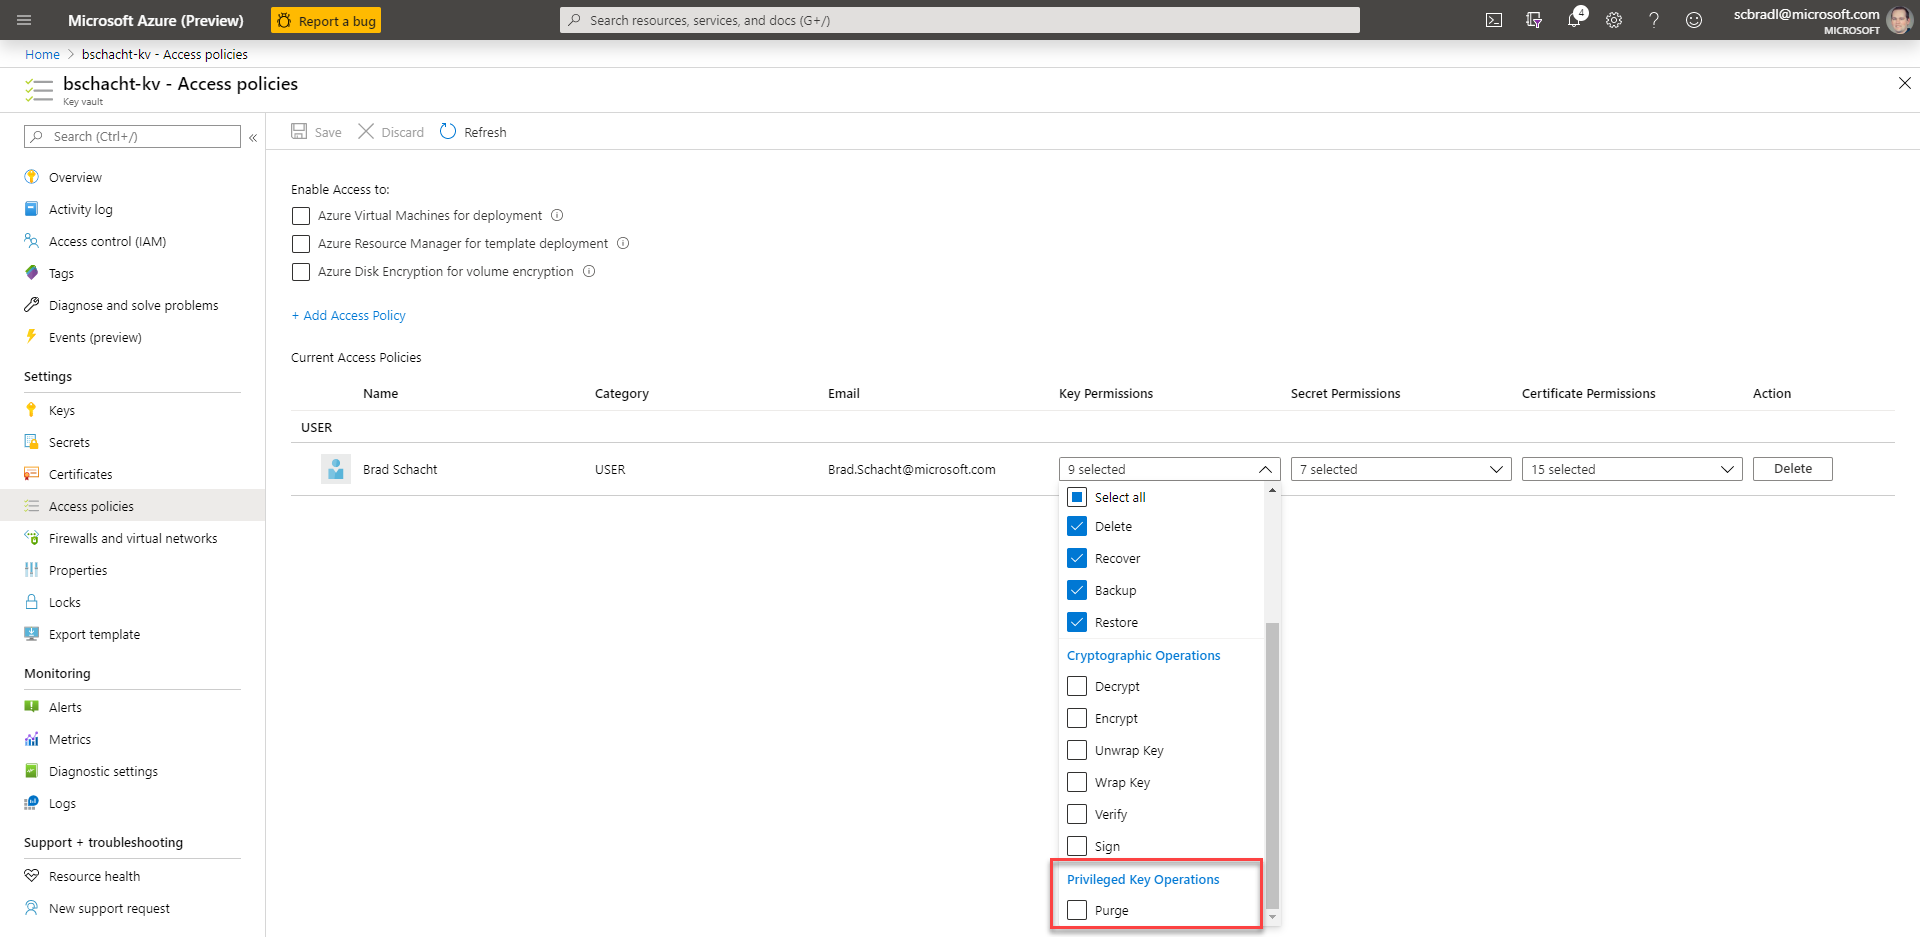 Microsoft Azure (Preview)
Report a bug
Search resources, services, and docs (G+/)
4
scbradl@microsoft.com
MICROSOFT
Home > bschacht-kv - Access policies
bschacht-kv - Access policies
Key vault
Search (Ctrl+/)
«
Save
Discard
Refresh
Overview
Activity log
Access control (IAM)
Tags
Diagnose and solve problems
Events (preview)
Settings
Keys
Secrets
Certificates
Access policies
Firewalls and virtual networks
Properties
Locks
Export template
Monitoring
Alerts
Metrics
Diagnostic settings
Logs
Support + troubleshooting
Resource health
New support request
Enable Access to:
Azure Virtual Machines for deployment
Azure Resource Manager for template deployment
Azure Disk Encryption for volume encryption
+ Add Access Policy
Current Access Policies
Name Category Email Key Permissions Secret Permissions Certificate Permissions Action
USER
Brad Schacht USER Brad.Schacht@microsoft.com 9 selected 7 selected 15 selected Delete
Select all
Delete
Recover
Backup
Restore
Cryptographic Operations
Decrypt
Encrypt
Unwrap Key
Wrap Key
Verify
Sign
Privileged Key Operations
Purge